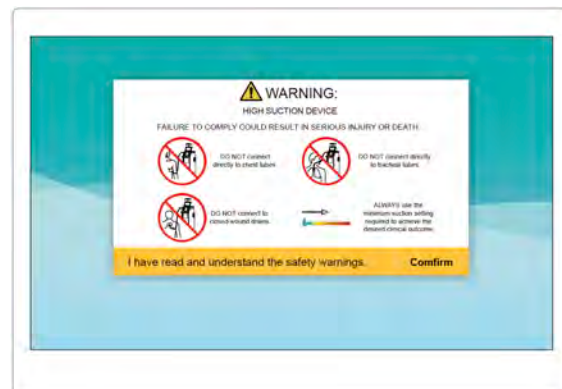 WARNING:
HIGH SUCTION DEVICE
FAILURE TO COMPLY COULD RESULT IN SERIOUS INJURY OR DEATH.
DO NOT connect
directly to chest tubes.
DO NOT connect directly
to tracheal tubes.
DO NOT connect to
closed wound drains.
ALWAYS use the
minimum suction setting
required to achieve the
desired clinical outcome.
I have read and understand the safety warnings.
Comfirm